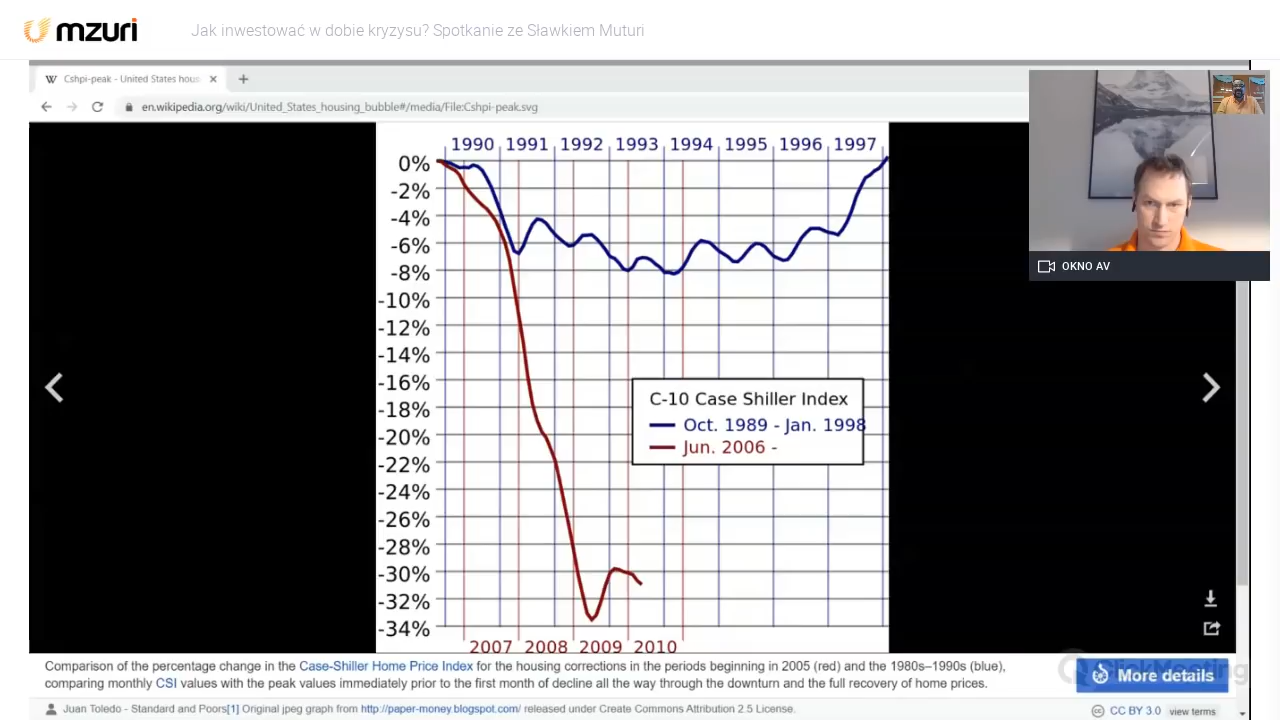 mzuri
Jak inwestować w dobie kryzysu? Spotkanie ze Sławkiem Muturi
W Cshpi-peak - United States hous
en.wikipedia.org/wiki/United_States_housing_bubble#/media/File:Cshpi-peak.svg
1990 1991 1992 1993 1994 1995 1996 1997
0%
-2%
-4%
-6%
-8%
-10%
-12%
-14%
-16%
-18%
-20%
-22%
-24%
-26%
-28%
-30%
-32%
-34%
C-10 Case Shiller Index
Oct. 1989 - Jan. 1998
Jun. 2006 -
2007 2008 2009 2010
OKNO AV
Comparison of the percentage change in the Case-Shiller Home Price Index for the housing corrections in the periods beginning in 2005 (red) and the 1980s–1990s (blue),
comparing monthly CSI values with the peak values immediately prior to the first month of decline all the way through the downturn and the full recovery of home prices.
ClickMeeting
More details
Juan Toledo - Standard and Poors[1] Original jpeg graph from http://paper-money.blogspot.com/ released under Create Commons Attribution 2.5 License.
CC BY 3.0 view terms